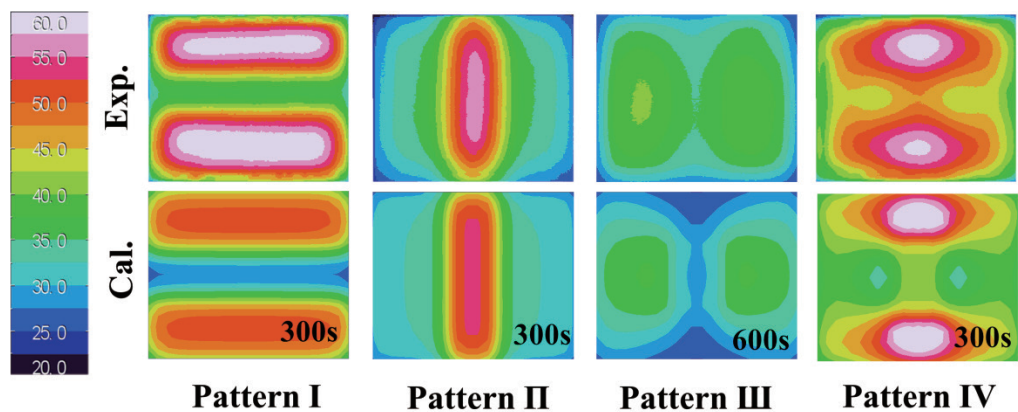 60.0
55.0
50.0
45.0
40.0
35.0
30.0
25.0
20.0
Exp.
Cal.
300s
300s
600s
300s
Pattern I
Pattern Π
Pattern Ш
Pattern IV